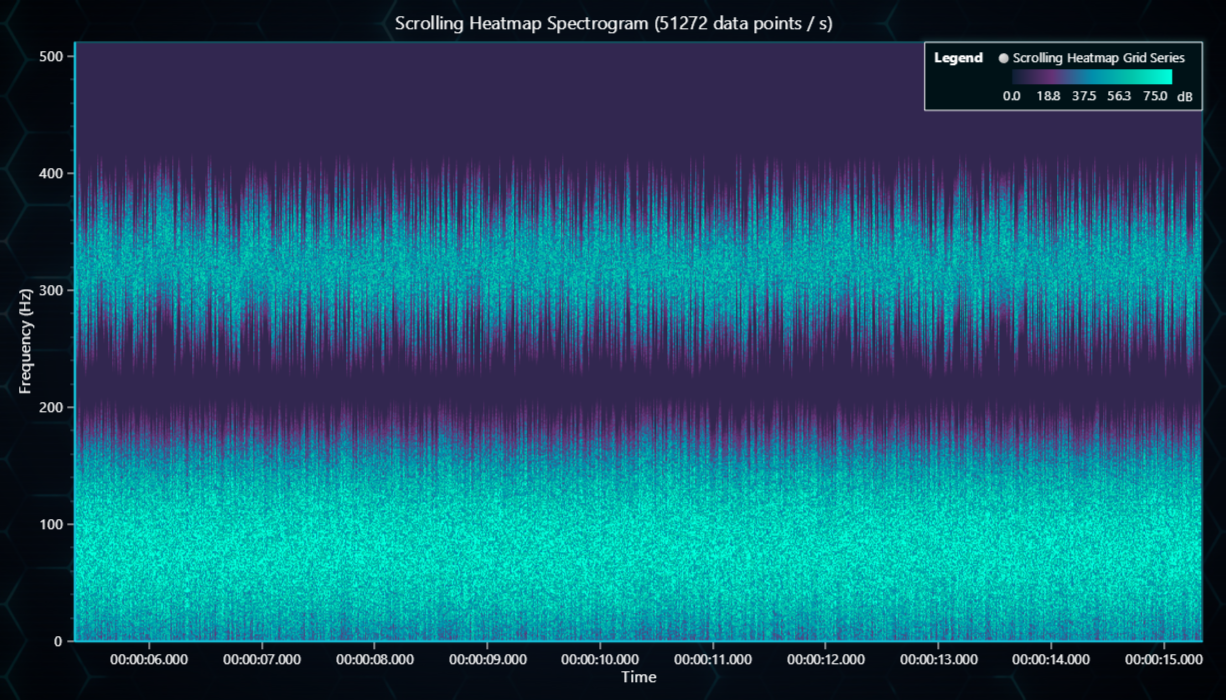 Scrolling Heatmap Spectrogram (51272 data points / s)
Legend Scrolling Heatmap Grid Series
0.0 18.8 37.5 56.3 75.0 dB
Frequency (Hz)
500
400
300
200
100
0
00:00:06.000 00:00:07.000 00:00:08.000 00:00:09.000 00:00:10.000 00:00:11.000 00:00:12.000 00:00:13.000 00:00:14.000 00:00:15.000
Time